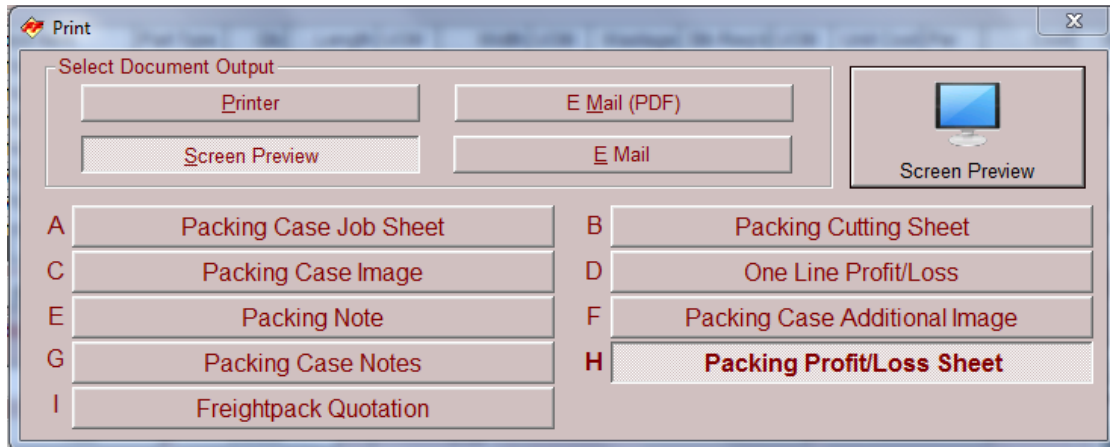 Print
Select Document Output
Printer
E Mail (PDF)
Screen Preview
E Mail
Screen Preview
A Packing Case Job Sheet
B Packing Cutting Sheet
C Packing Case Image
D One Line Profit/Loss
E Packing Note
F Packing Case Additional Image
G Packing Case Notes
H Packing Profit/Loss Sheet
I Freightpack Quotation